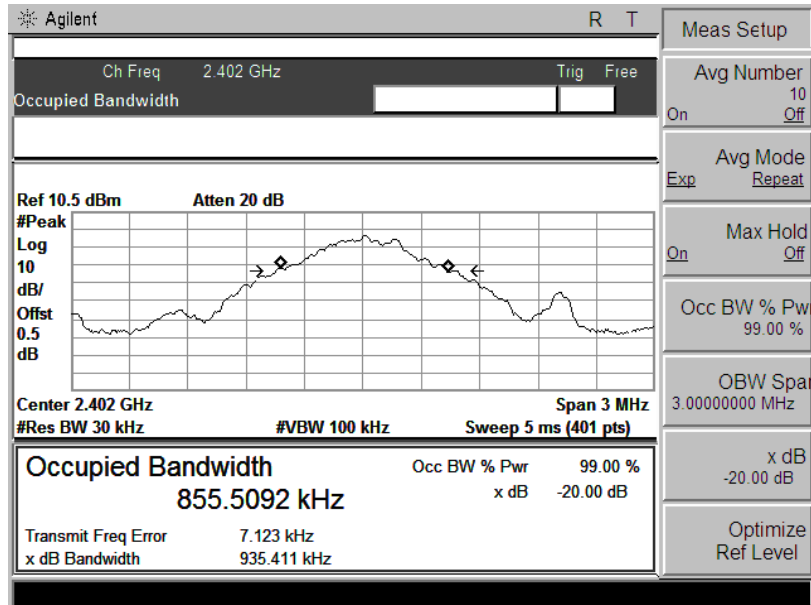 Agilent R T
Ch Freq 2.402 GHz Trig Free
Occupied Bandwidth
Ref 10.5 dBm Atten 20 dB
#Peak
Log
10
dB/
Offst
0.5
dB
Center 2.402 GHz Span 3 MHz
#Res BW 30 kHz #VBW 100 kHz Sweep 5 ms (401 pts)
Occupied Bandwidth
855.5092 kHz
Occ BW % Pwr 99.00 %
x dB -20.00 dB
Transmit Freq Error 7.123 kHz
x dB Bandwidth 935.411 kHz
Meas Setup
Avg Number
10
On Off
Avg Mode
Exp Repeat
Max Hold
On Off
Occ BW % Pwr
99.00 %
OBW Span
3.00000000 MHz
x dB
-20.00 dB
Optimize
Ref Level